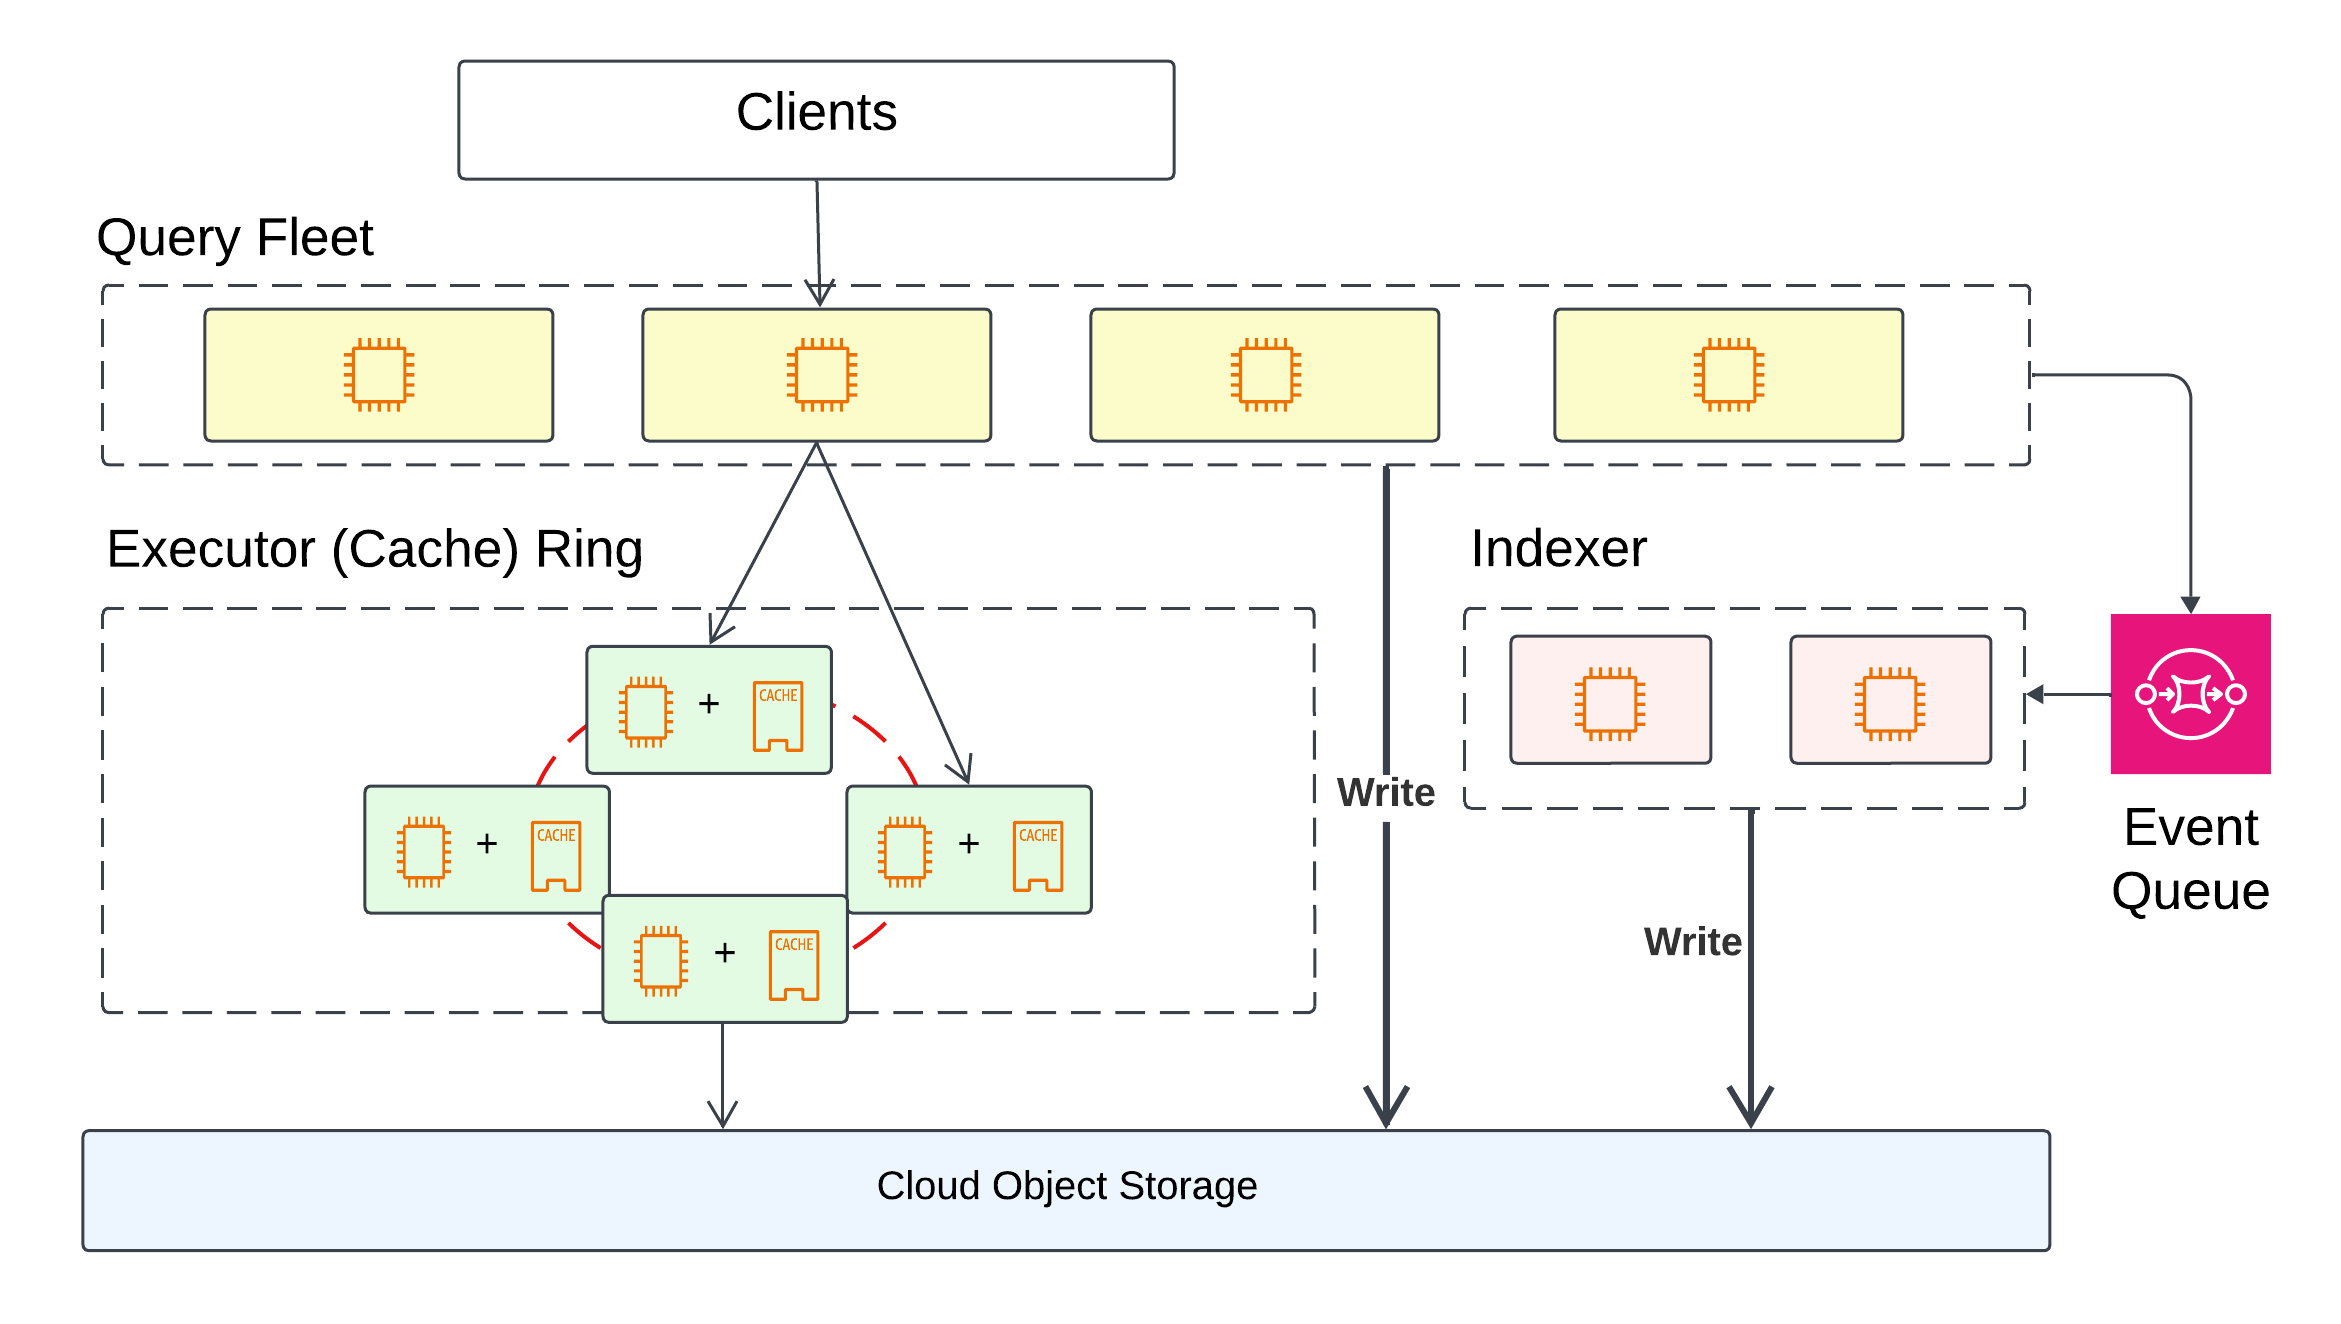 Clients
Query Fleet
Executor (Cache) Ring
Indexer
+
CACHE
+
CACHE
+
CACHE
+
CACHE
Write
Event
Queue
Write
Cloud Object Storage